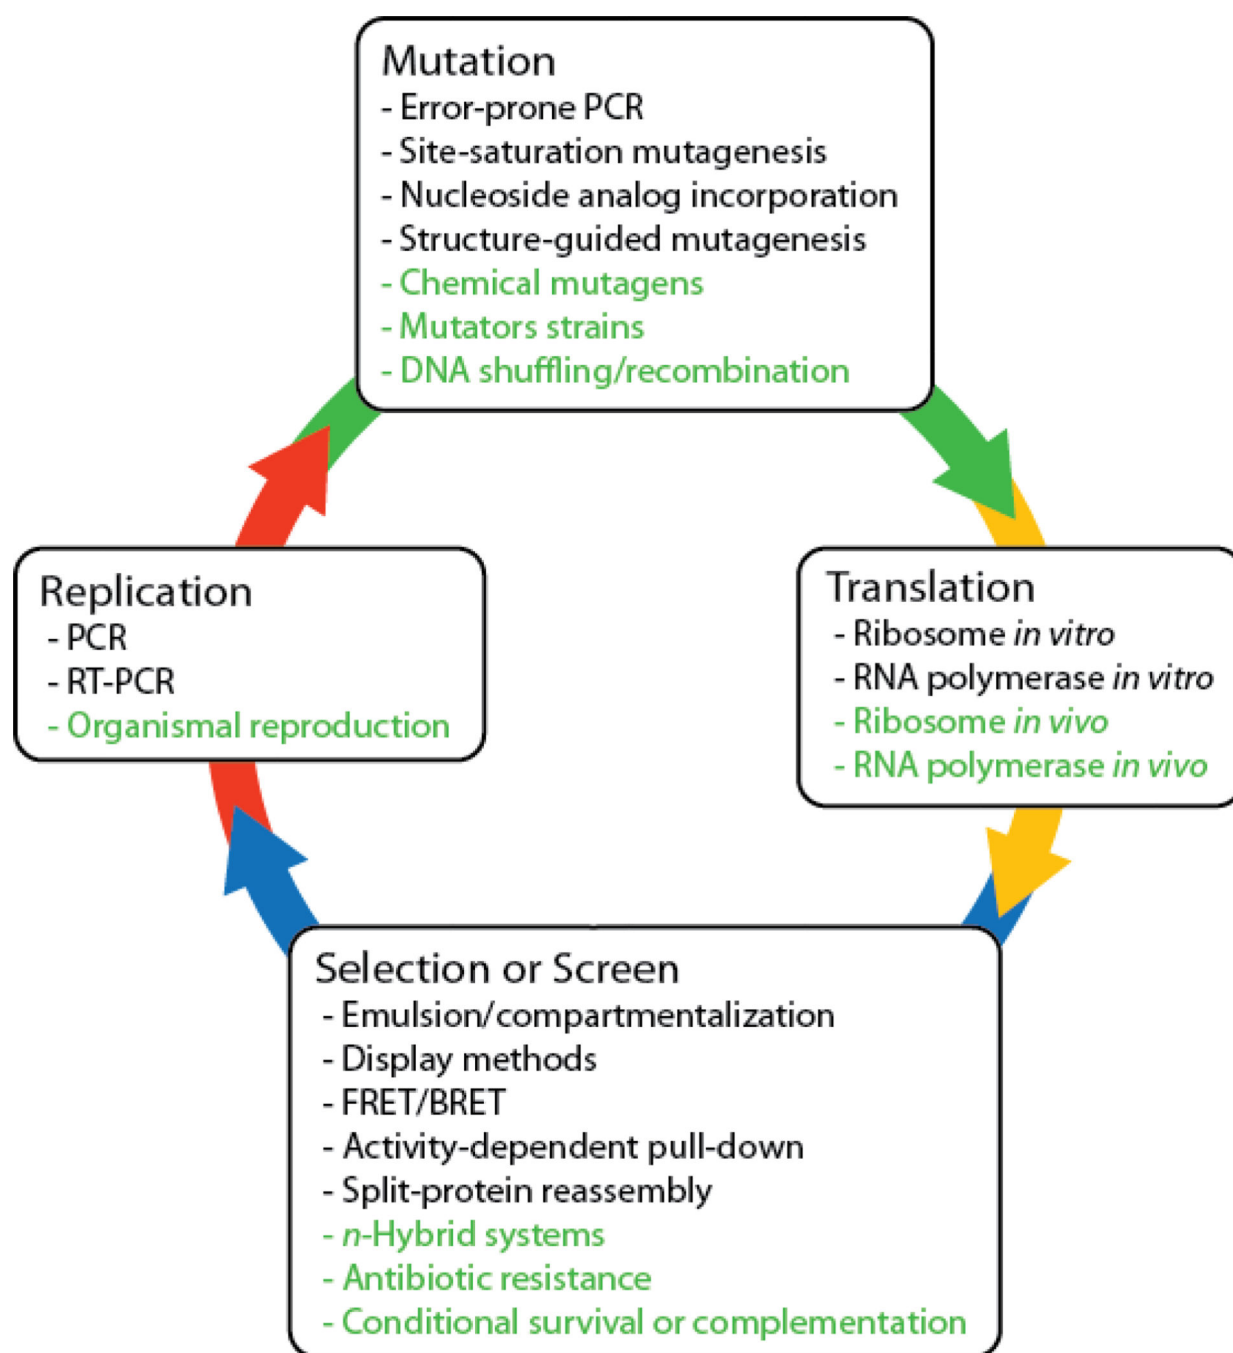 Mutation
- Error-prone PCR
- Site-saturation mutagenesis
- Nucleoside analog incorporation
- Structure-guided mutagenesis
- Chemical mutagens
- Mutators strains
- DNA shuffling/recombination
Replication
- PCR
- RT-PCR
- Organismal reproduction
Translation
- Ribosome in vitro
- RNA polymerase in vitro
- Ribosome in vivo
- RNA polymerase in vivo
Selection or Screen
- Emulsion/compartmentalization
- Display methods
- FRET/BRET
- Activity-dependent pull-down
- Split-protein reassembly
- n-Hybrid systems
- Antibiotic resistance
- Conditional survival or complementation